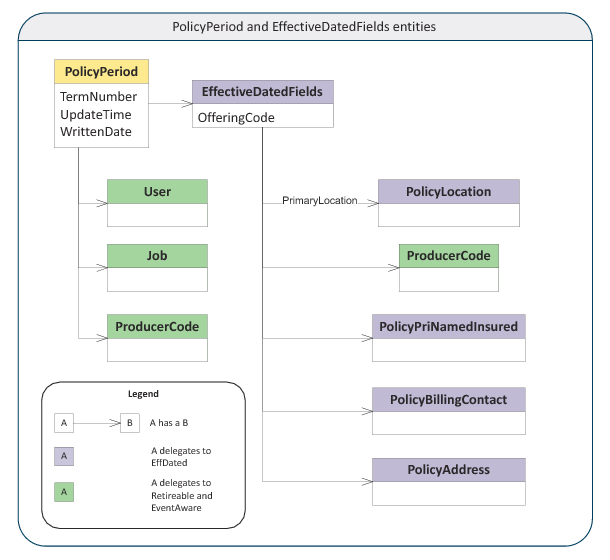 PolicyPeriod and EffectiveDatedFields entities
PolicyPeriod
TermNumber
UpdateTime
WrittenDate
EffectiveDatedFields
OfferingCode
User
PrimaryLocation
PolicyLocation
Job
ProducerCode
ProducerCode
PolicyPriNamedInsured
PolicyBillingContact
PolicyAddress
Legend
A
B
A has a B
A
A delegates to
EffDated
A
A delegates to
Retireable and
EventAware